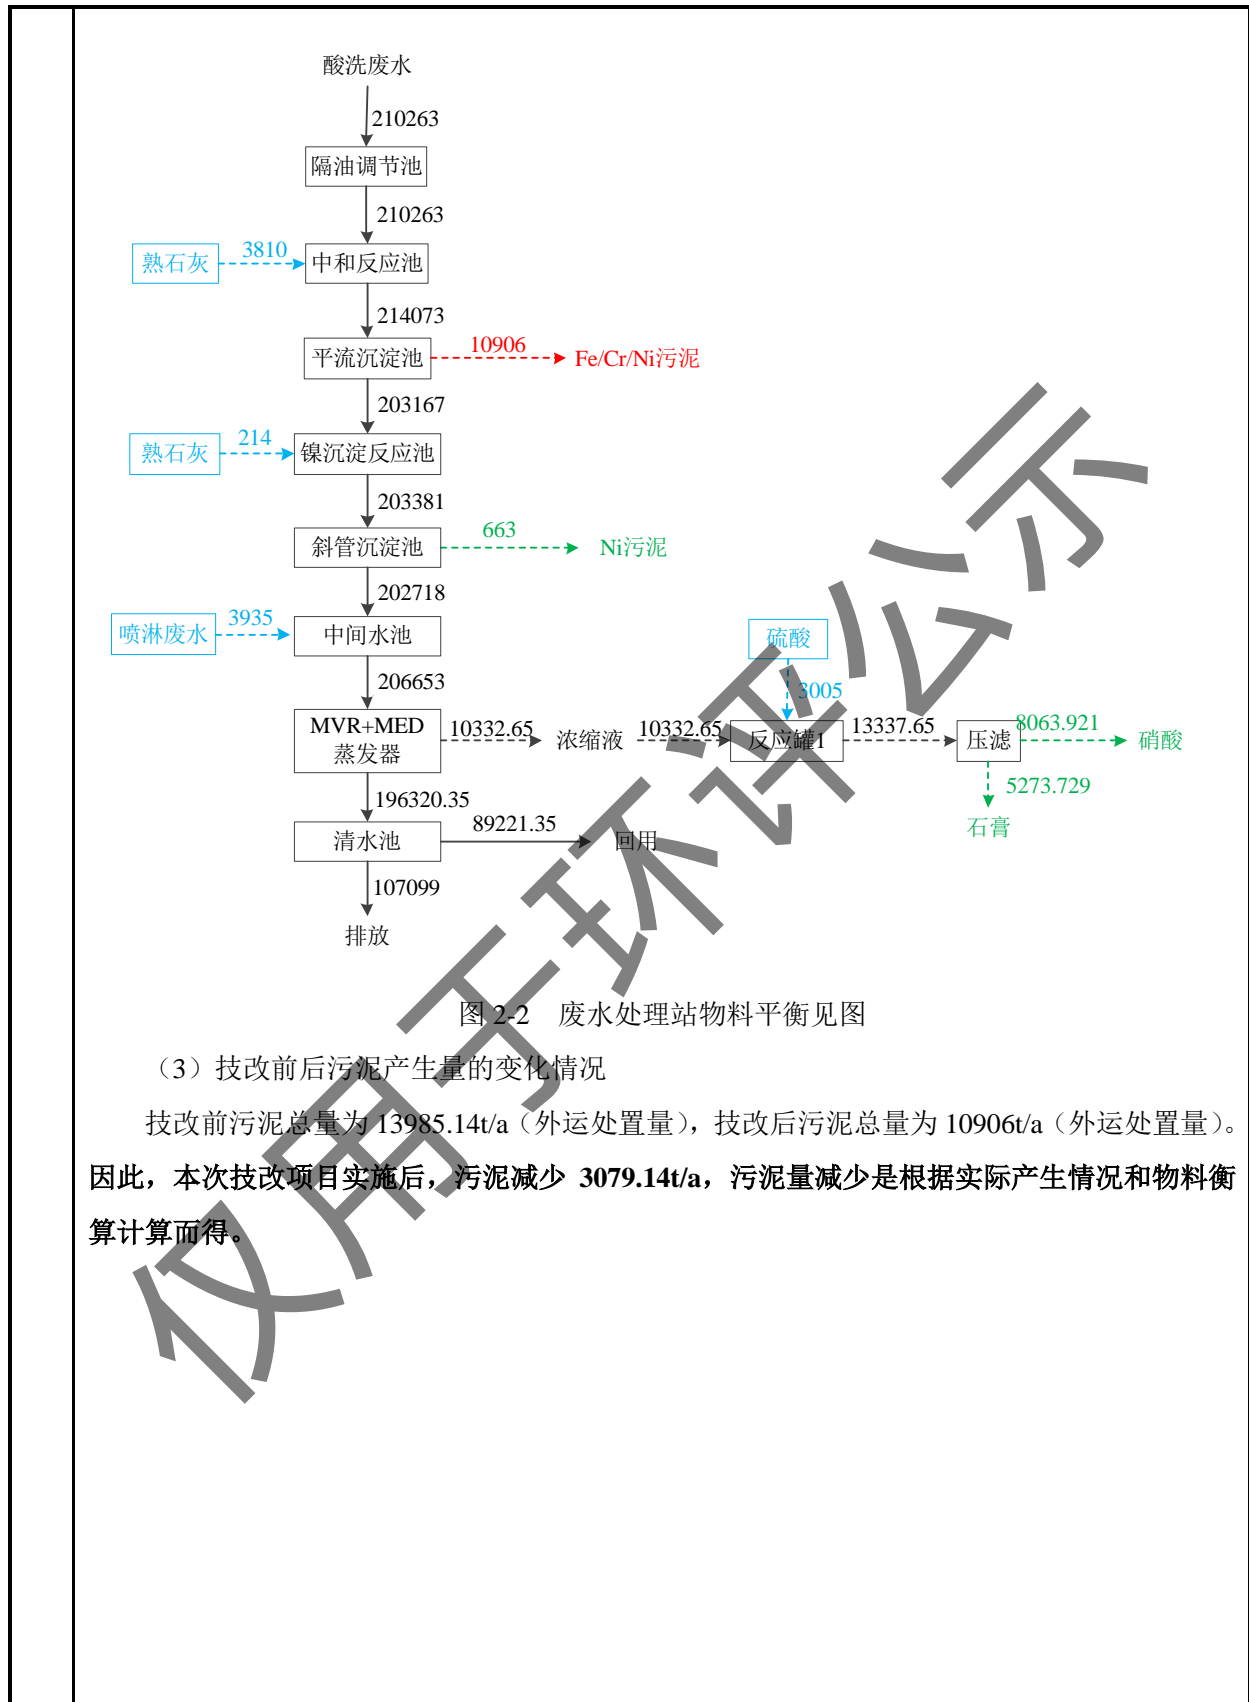 酸洗废水
210263
隔油调节池
210263
熟石灰
3810
中和反应池
214073
平流沉淀池
10906
Fe/Cr/Ni污泥
203167
熟石灰
214
镍沉淀反应池
203381
斜管沉淀池
663
Ni污泥
202718
喷淋废水
3935
中间水池
硫酸
206653
3005
MVR+MED
蒸发器
10332.65
浓缩液
10332.65
反应罐1
13337.65
压滤
8063.921
硝酸
5273.729
石膏
196320.35
清水池
89221.35
回用
107099
排放
图 2-2 废水处理站物料平衡见图
（3）技改前后污泥产生量的变化情况
技改前污泥总量为 13985.14t/a（外运处置量），技改后污泥总量为 10906t/a（外运处置量）。
因此，本次技改项目实施后，污泥减少 3079.14t/a，污泥量减少是根据实际产生情况和物料衡
算计算而得。
仅用于环评公示